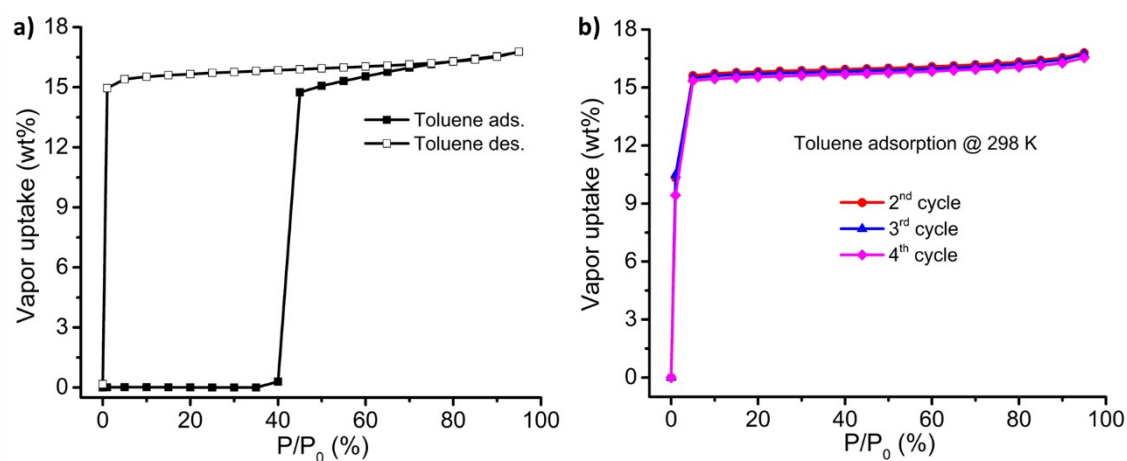 a)
Vapor uptake (wt%)
18
15
12
9
6
3
0
Toluene ads.
Toluene des.
0 20 40 60 80 100
P/P₀ (%)
b)
Vapor uptake (wt%)
18
15
12
9
6
3
0
Toluene adsorption @ 298 K
2ⁿᵈ cycle
3ʳᵈ cycle
4ᵗʰ cycle
0 20 40 60 80 100
P/P₀ (%)